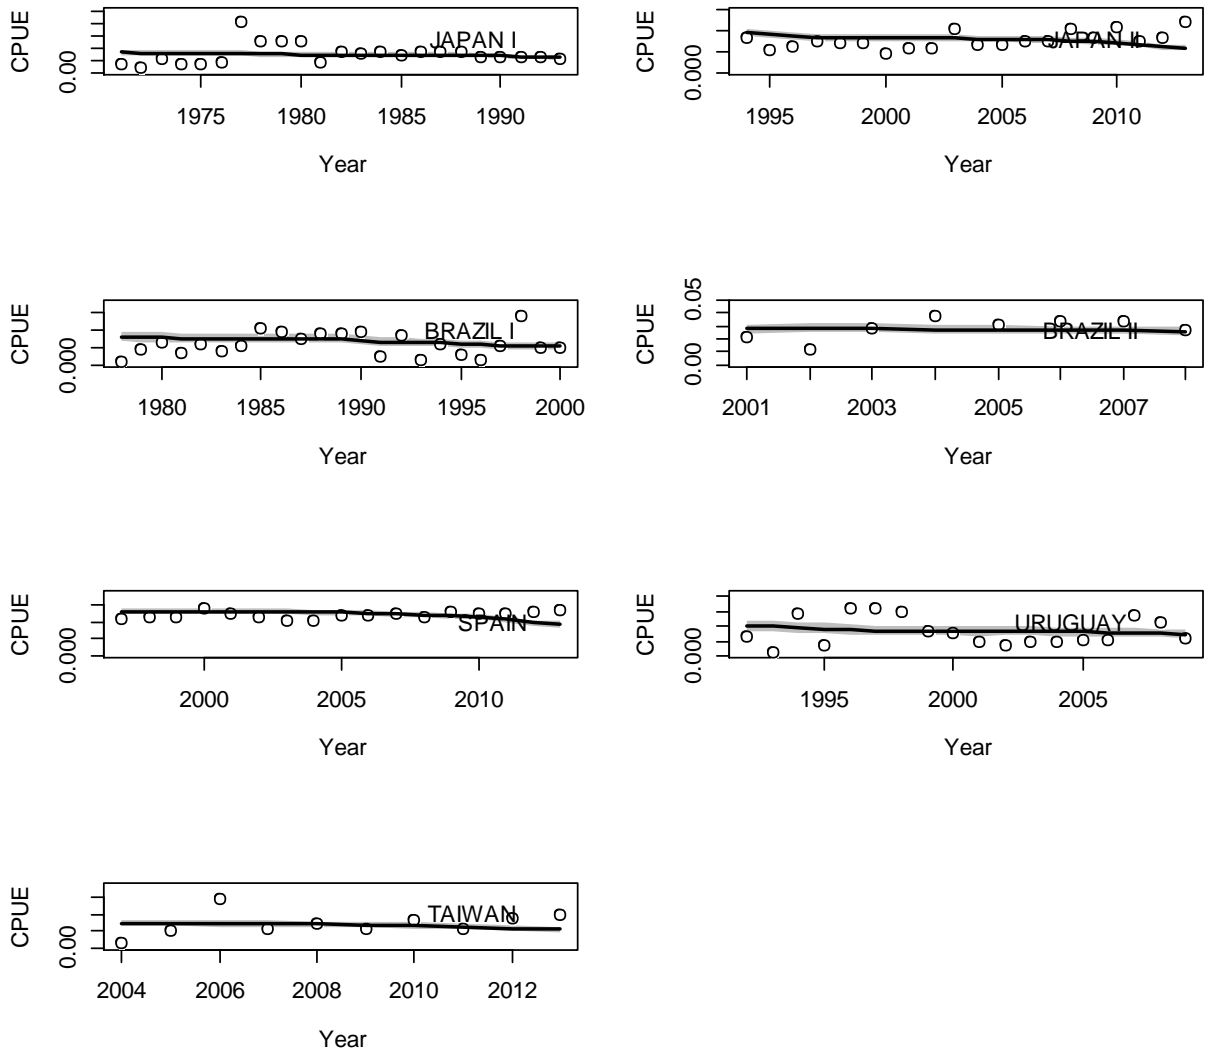 CPUE
0.00
JAPAN I
1975 1980 1985 1990
Year
CPUE
0.000
JAPAN II
1995 2000 2005 2010
Year
CPUE
0.000
BRAZIL I
1980 1985 1990 1995 2000
Year
CPUE
0.00 0.05
BRAZIL II
2001 2003 2005 2007
Year
CPUE
0.000
SPAIN
2000 2005 2010
Year
CPUE
0.000
URUGUAY
1995 2000 2005
Year
CPUE
0.00
TAIWAN
2004 2006 2008 2010 2012
Year